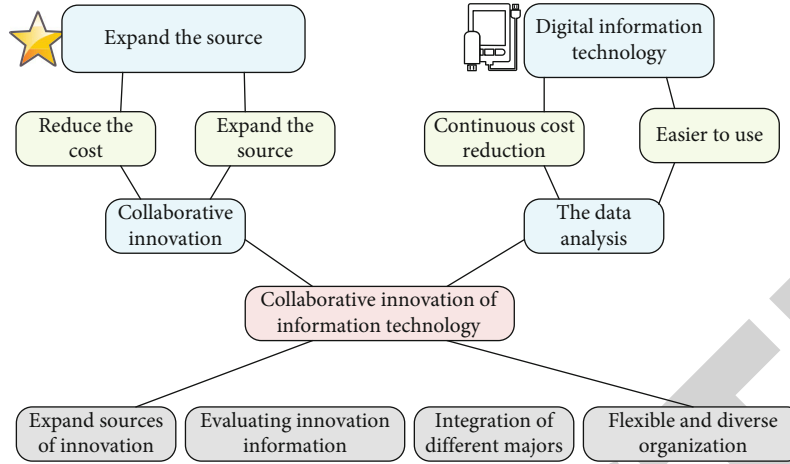 Expand the source
Digital information
technology
Reduce the
cost
Expand the
source
Continuous cost
reduction
Easier to use
Collaborative
innovation
The data
analysis
Collaborative innovation of
information technology
Expand sources
of innovation
Evaluating innovation
information
Integration of
different majors
Flexible and diverse
organization